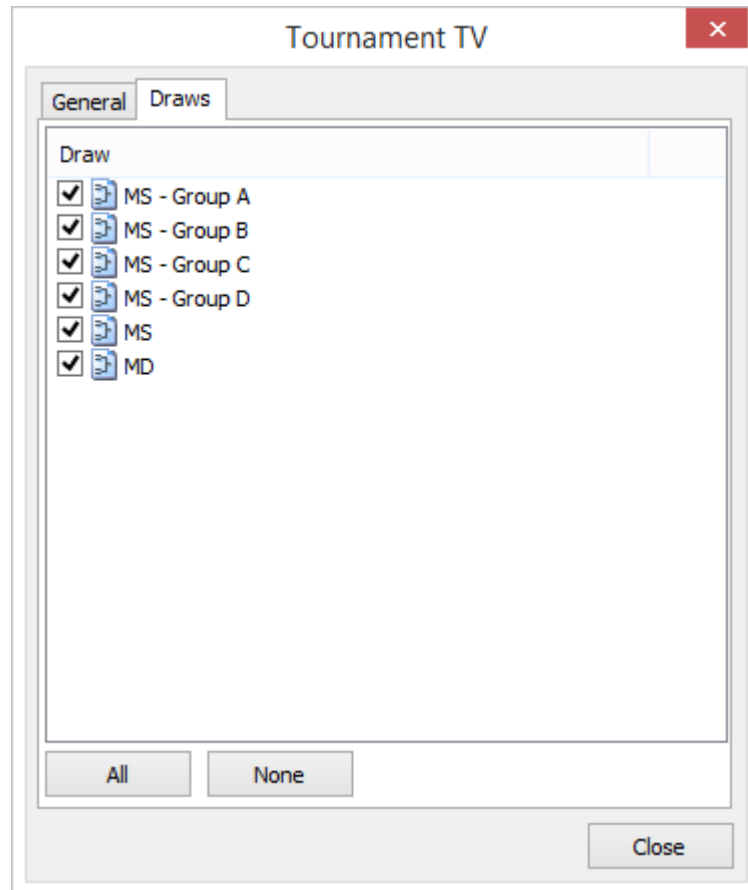 Tournament TV
General Draws
Draw
MS - Group A
MS - Group B
MS - Group C
MS - Group D
MS
MD
All None
Close